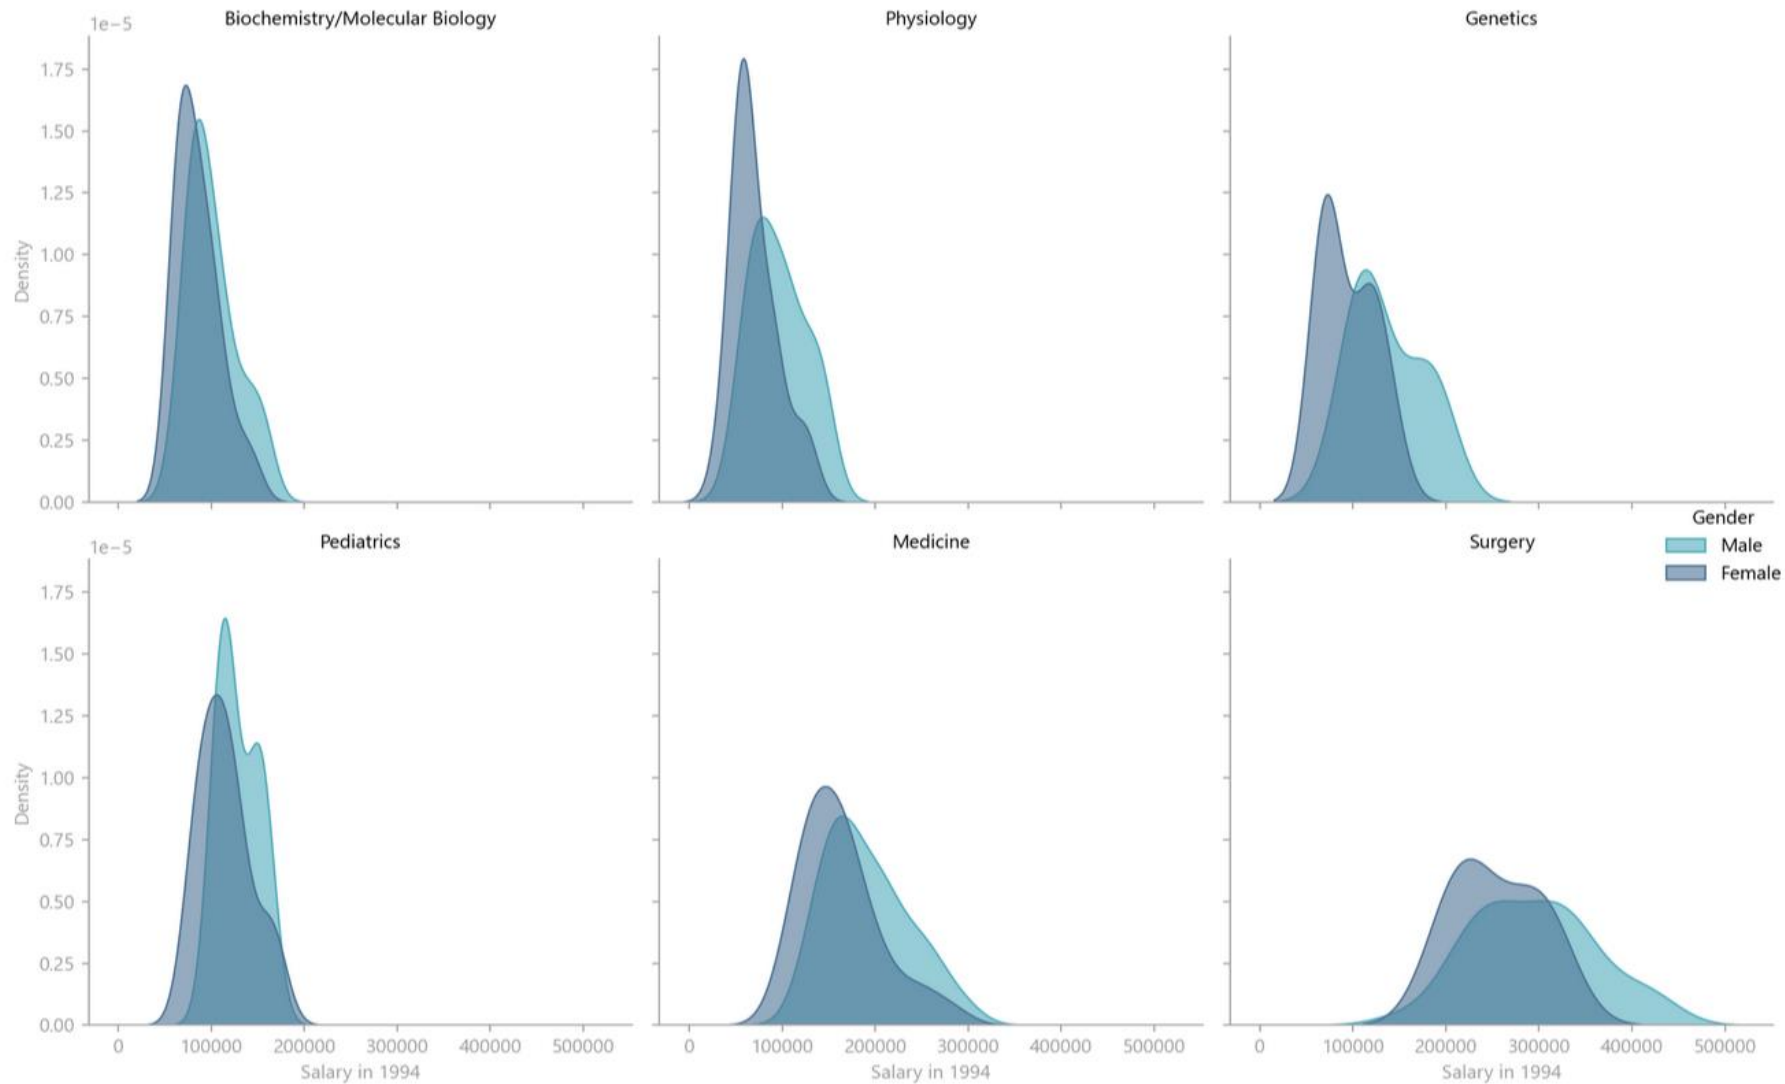 Biochemistry/Molecular Biology
Physiology
Genetics
1e−5
Density
1.75
1.50
1.25
1.00
0.75
0.50
0.25
0.00
Gender
Male
Female
Pediatrics
Medicine
Surgery
1e−5
Density
1.75
1.50
1.25
1.00
0.75
0.50
0.25
0.00
0 100000 200000 300000 400000 500000
0 100000 200000 300000 400000 500000
0 100000 200000 300000 400000 500000
Salary in 1994
Salary in 1994
Salary in 1994